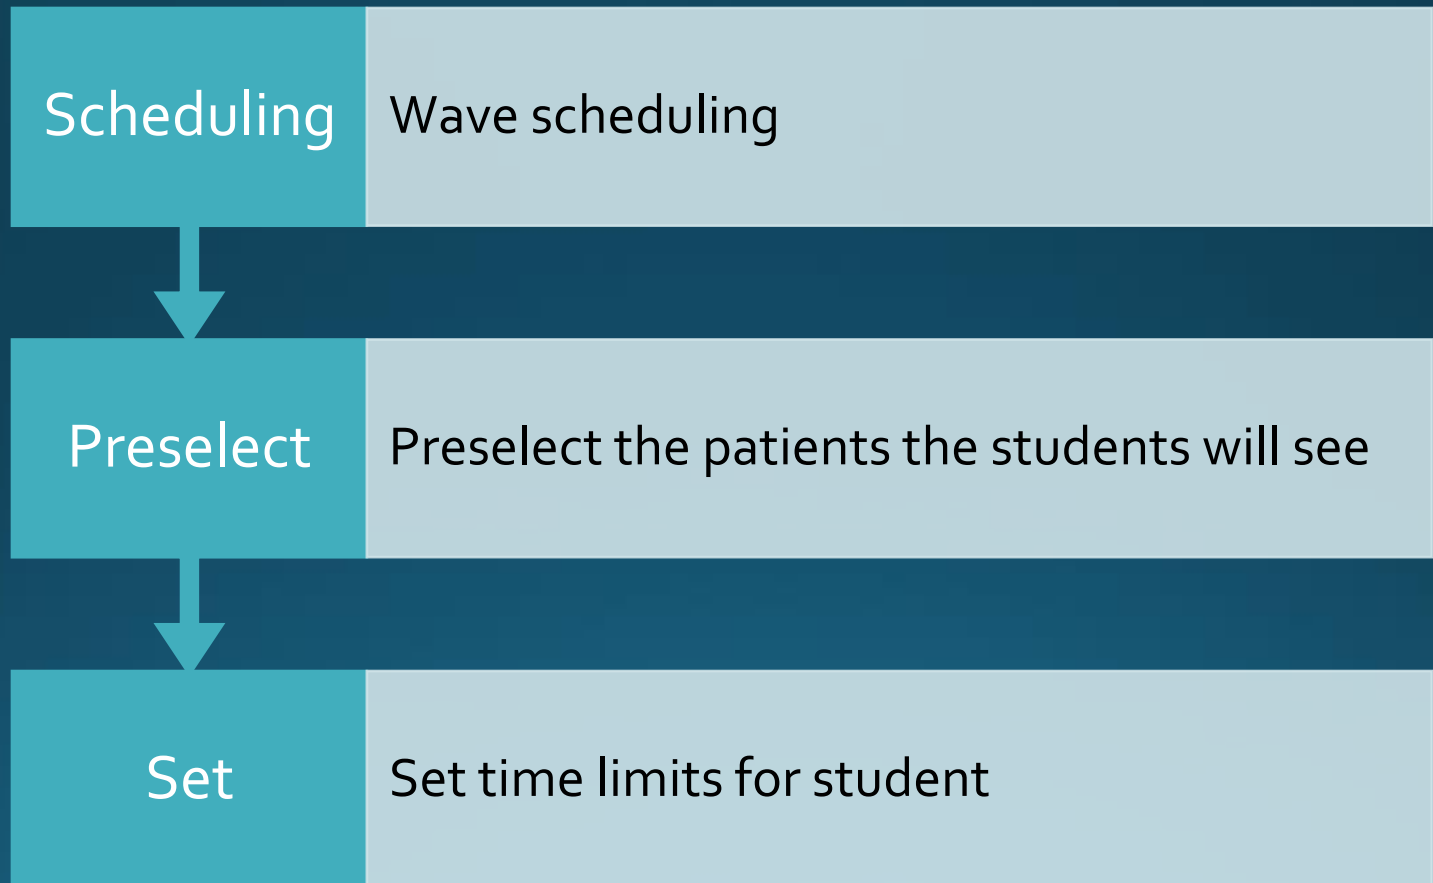 Scheduling
Wave scheduling
Preselect
Preselect the patients the students will see
Set
Set time limits for student